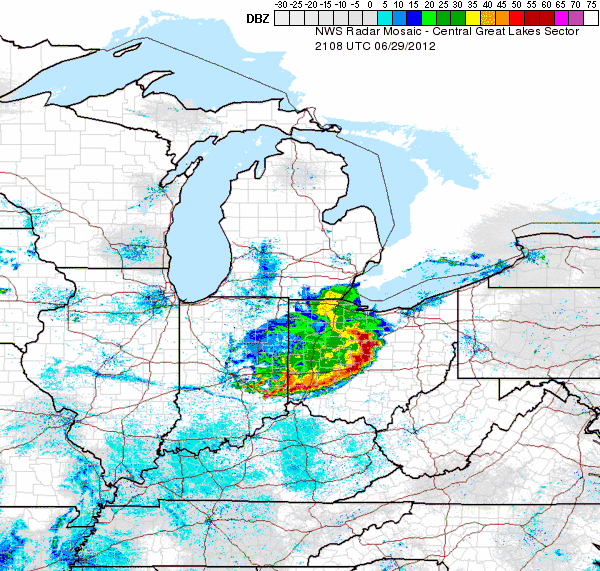 DBZ -30 -25 -20 -15 -10 -5 0 5 10 15 20 25 30 35 40 45 50 55 60 65 70 75
NWS Radar Mosaic - Central Great Lakes Sector
2108 UTC 06/29/2012